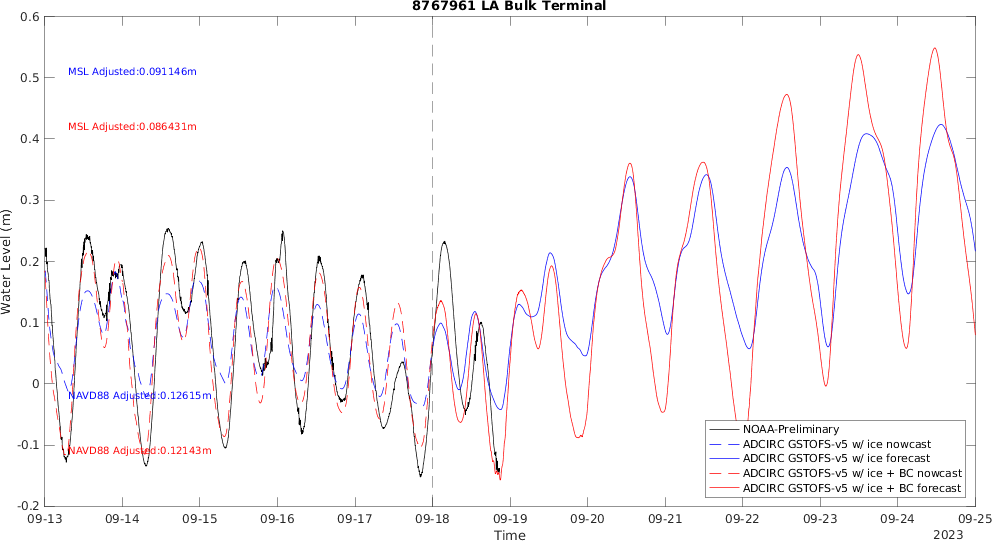 8767961 LA Bulk Terminal
0.6
0.5
0.4
0.3
0.2
0.1
0
-0.1
-0.2
Water Level (m)
MSL Adjusted:0.091146m
MSL Adjusted:0.086431m
NAVD88 Adjusted:0.12615m
NAVD88 Adjusted:0.12143m
NOAA-Preliminary
ADCIRC GSTOFS-v5 w/ ice nowcast
ADCIRC GSTOFS-v5 w/ ice forecast
ADCIRC GSTOFS-v5 w/ ice + BC nowcast
ADCIRC GSTOFS-v5 w/ ice + BC forecast
09-13 09-14 09-15 09-16 09-17 09-18 09-19 09-20 09-21 09-22 09-23 09-24 09-25
Time
2023